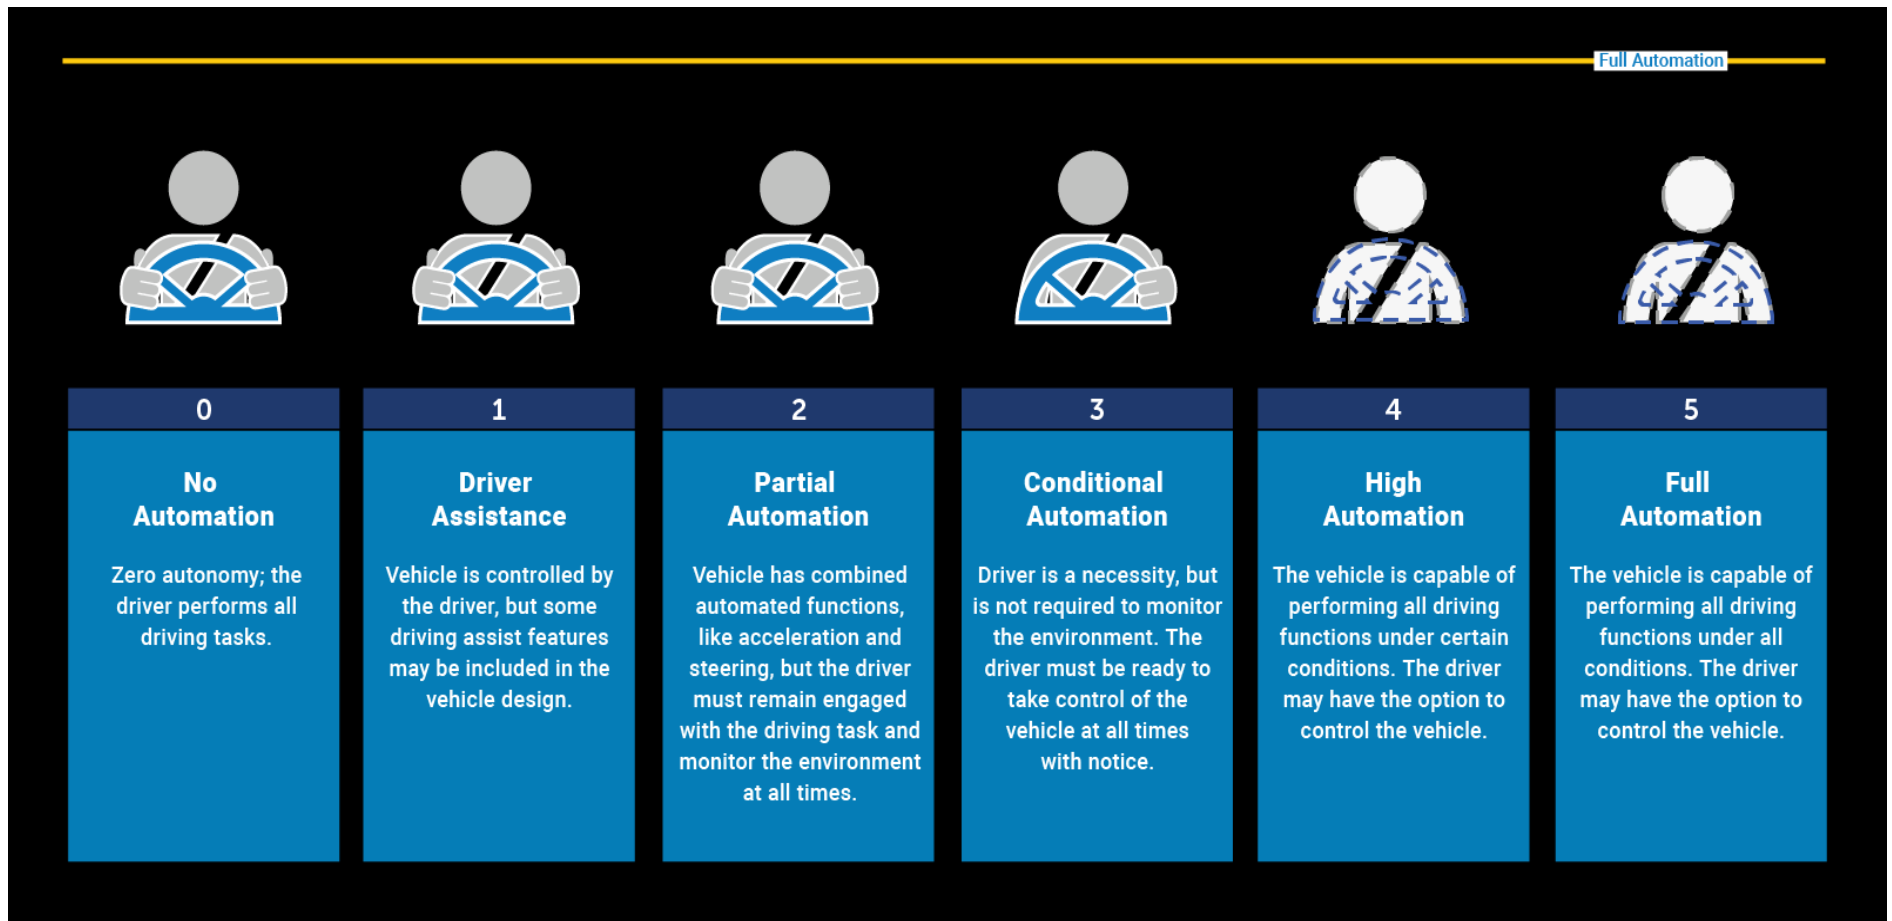 Full Automation
0
No
Automation
Zero autonomy; the
driver performs all
driving tasks.
1
Driver
Assistance
Vehicle is controlled by
the driver, but some
driving assist features
may be included in the
vehicle design.
2
Partial
Automation
Vehicle has combined
automated functions,
like acceleration and
steering, but the driver
must remain engaged
with the driving task and
monitor the environment
at all times.
3
Conditional
Automation
Driver is a necessity, but
is not required to monitor
the environment. The
driver must be ready to
take control of the
vehicle at all times
with notice.
4
High
Automation
The vehicle is capable of
performing all driving
functions under certain
conditions. The driver
may have the option to
control the vehicle.
5
Full
Automation
The vehicle is capable of
performing all driving
functions under all
conditions. The driver
may have the option to
control the vehicle.